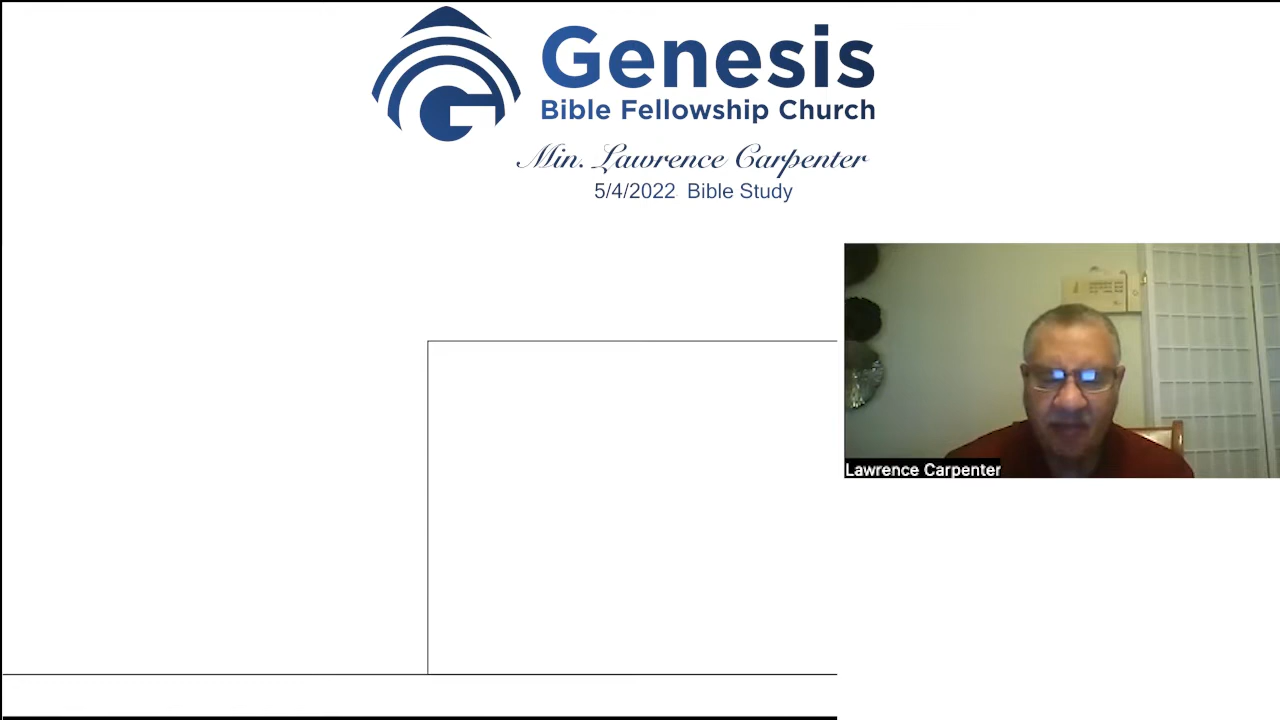 Genesis
Bible Fellowship Church
Min. Lawrence Carpenter
5/4/2022 Bible Study
Lawrence Carpenter